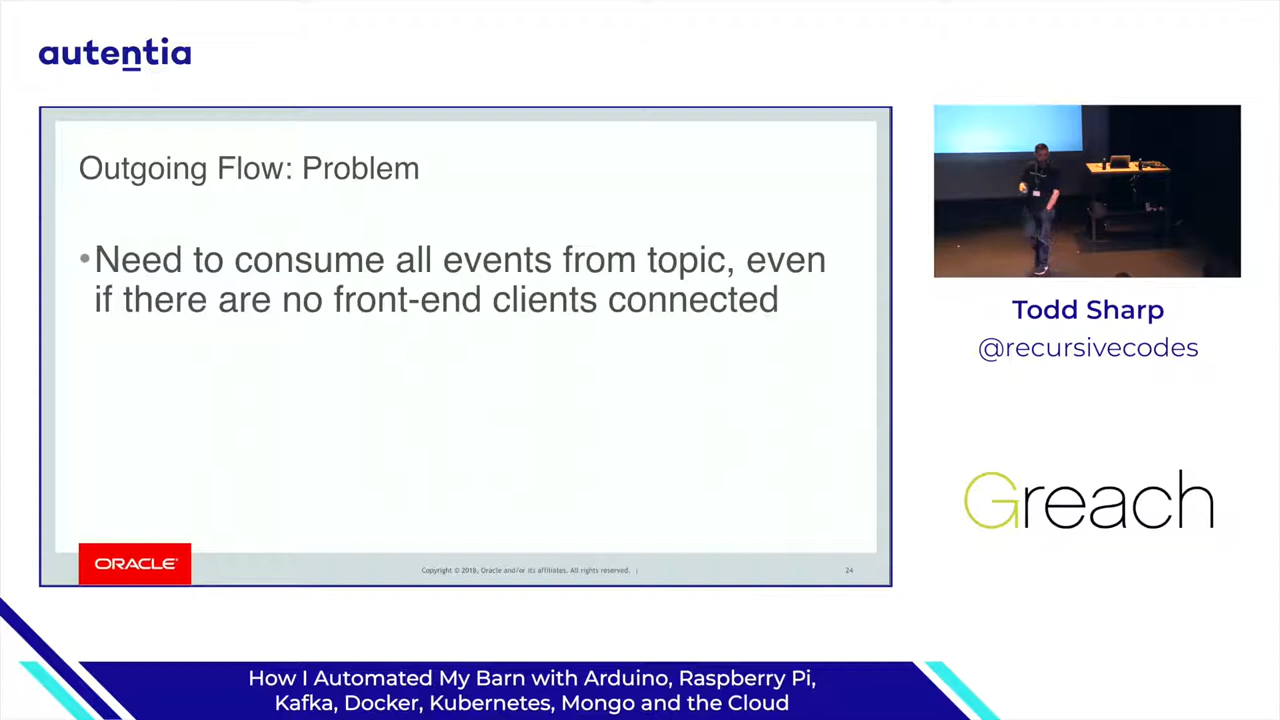 autentia
Outgoing Flow: Problem
•Need to consume all events from topic, even
if there are no front-end clients connected
ORACLE®
Copyright © 2018, Oracle and/or its affiliates. All rights reserved. |
24
Todd Sharp
@recursivecodes
Greach
How I Automated My Barn with Arduino, Raspberry Pi,
Kafka, Docker, Kubernetes, Mongo and the Cloud